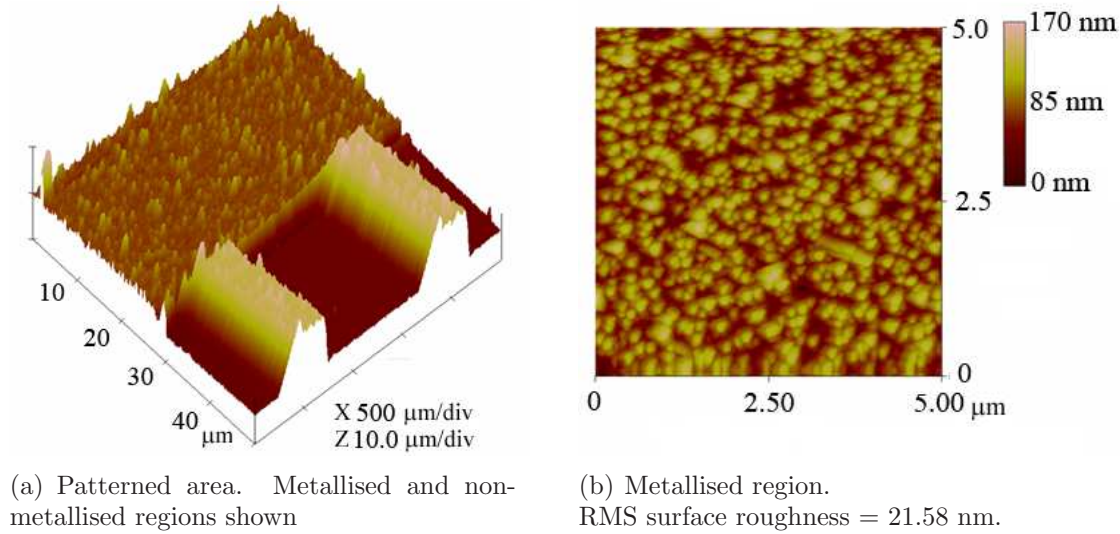 10
20
30
40
μm
X 500 μm/div
Z 10.0 μm/div
170 nm
85 nm
0 nm
5.0
2.5
0
0
2.50
5.00 μm
(a) Patterned area. Metallised and non-
metallised regions shown
(b) Metallised region.
RMS surface roughness = 21.58 nm.